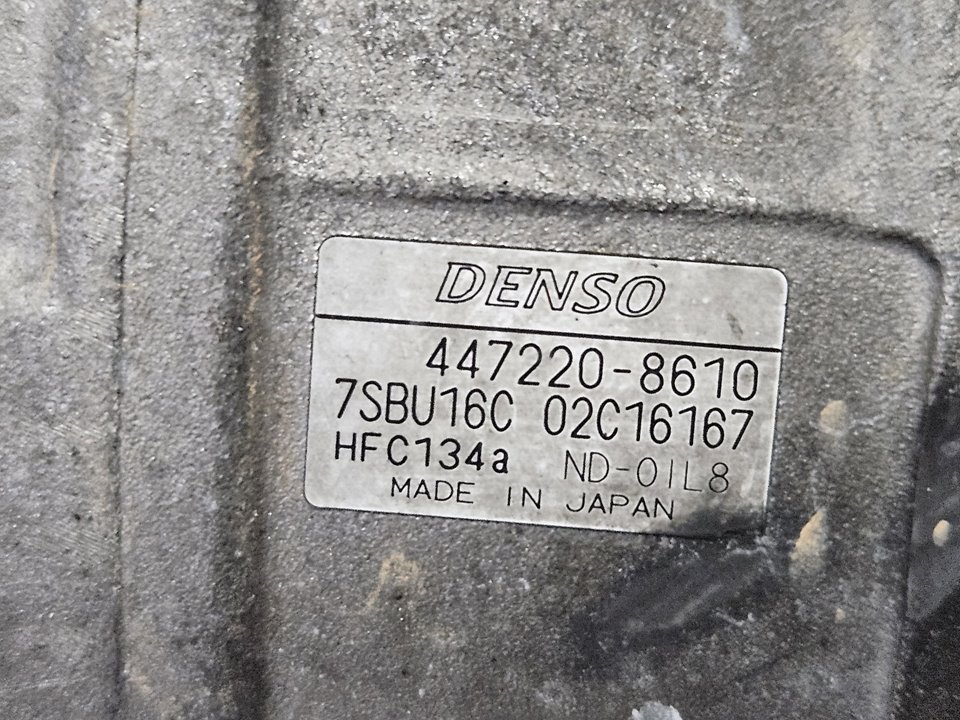 DENSO
447220-8610
7SBU16C 02C16167
HFC134a ND-OIL8
MADE IN JAPAN